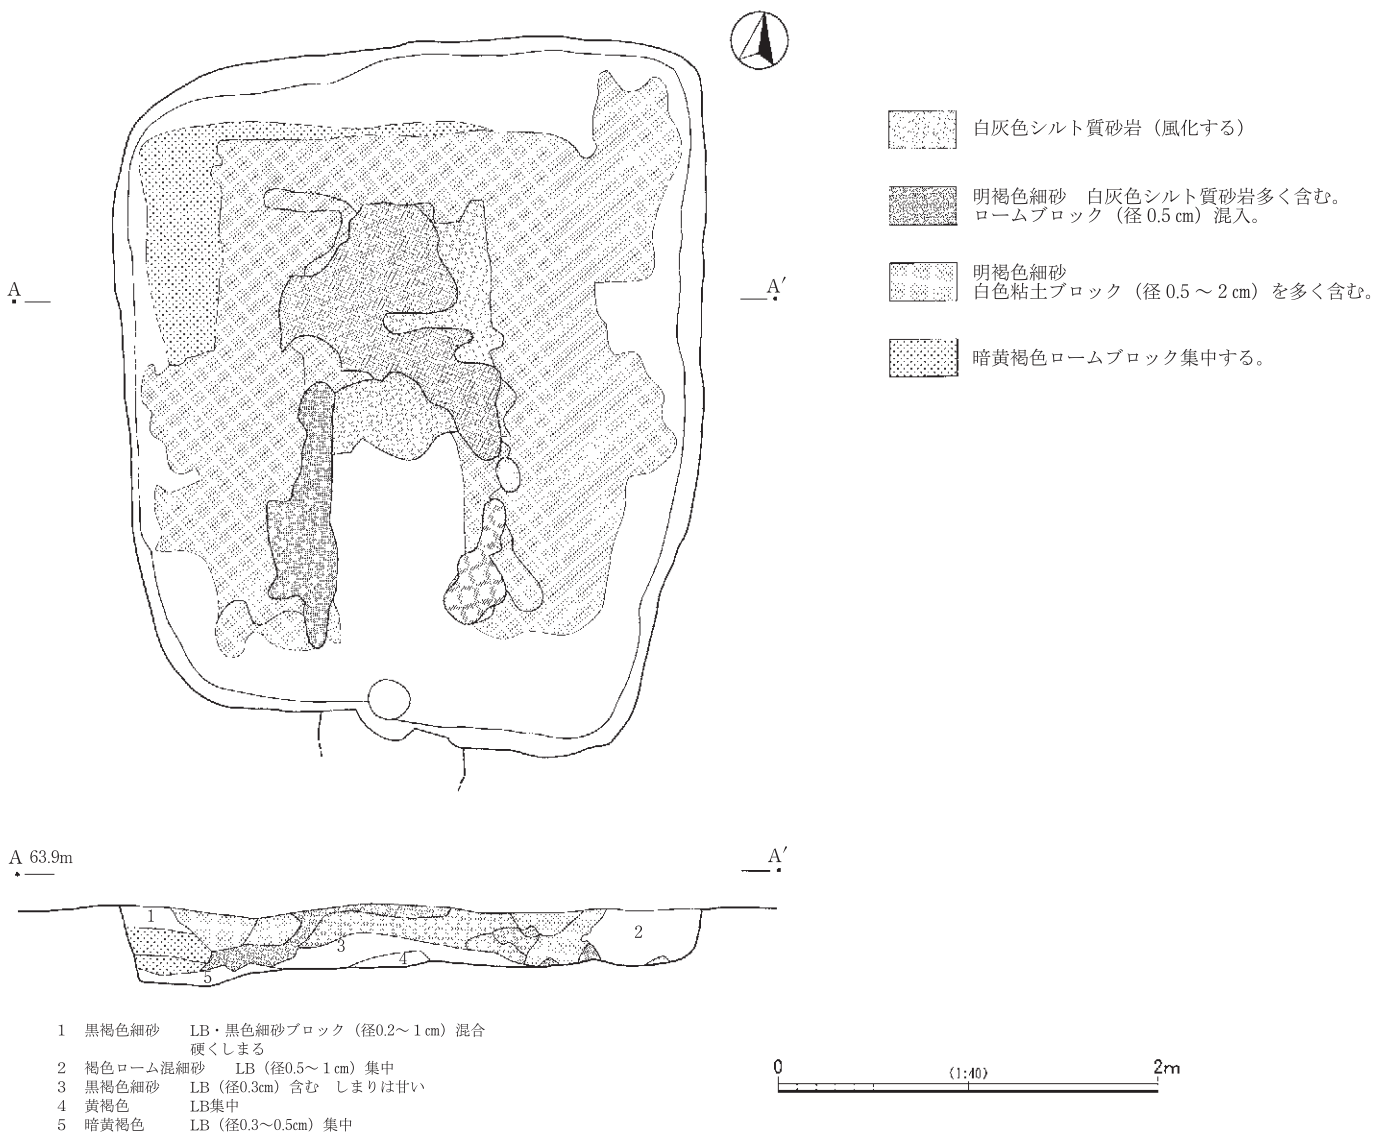 白灰色シルト質砂岩（風化する）
明褐色細砂　白灰色シルト質砂岩多く含む。
ロームブロック（径 0.5 ㎝）混入。
明褐色細砂
白色粘土ブロック（径 0.5 ～ 2 ㎝）を多く含む。
暗黄褐色ロームブロック集中する。
A
A′
A 63.9m
A′
1
2
3
4
5
1　黒褐色細砂　LB・黒色細砂ブロック（径0.2～１㎝）混合
硬くしまる
2　褐色ローム混細砂　LB（径0.5～１㎝）集中
3　黒褐色細砂　LB（径0.3㎝）含む　しまりは甘い
4　黄褐色　LB集中
5　暗黄褐色　LB（径0.3～0.5㎝）集中
0
(1:40)
2m